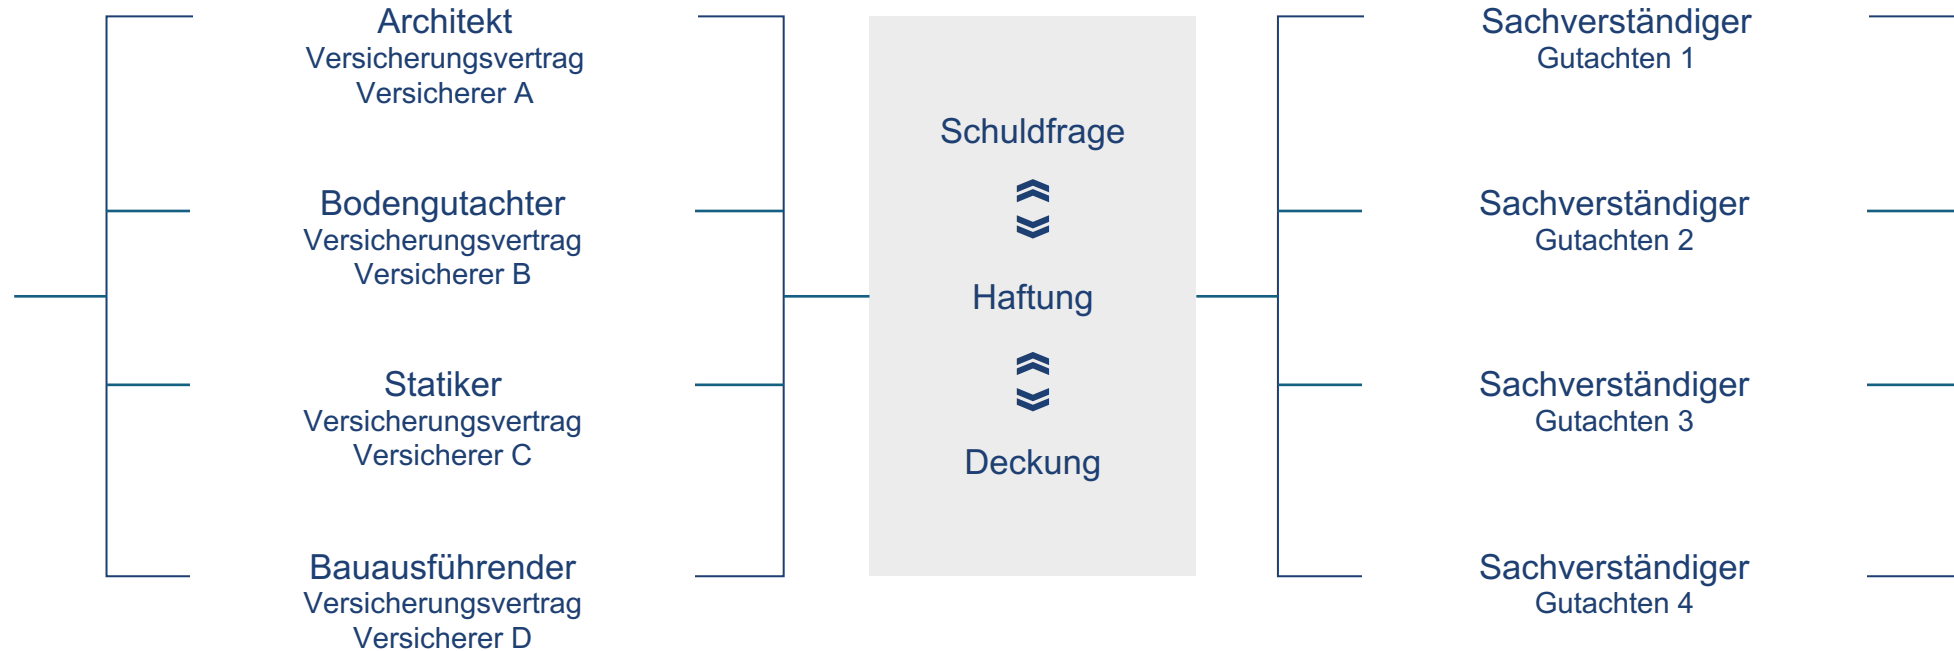 Architekt
Versicherungsvertrag
Versicherer A
Bodengutachter
Versicherungsvertrag
Versicherer B
Statiker
Versicherungsvertrag
Versicherer C
Bauausführender
Versicherungsvertrag
Versicherer D
Schuldfrage
Haftung
Deckung
Sachverständiger
Gutachten 1
Sachverständiger
Gutachten 2
Sachverständiger
Gutachten 3
Sachverständiger
Gutachten 4